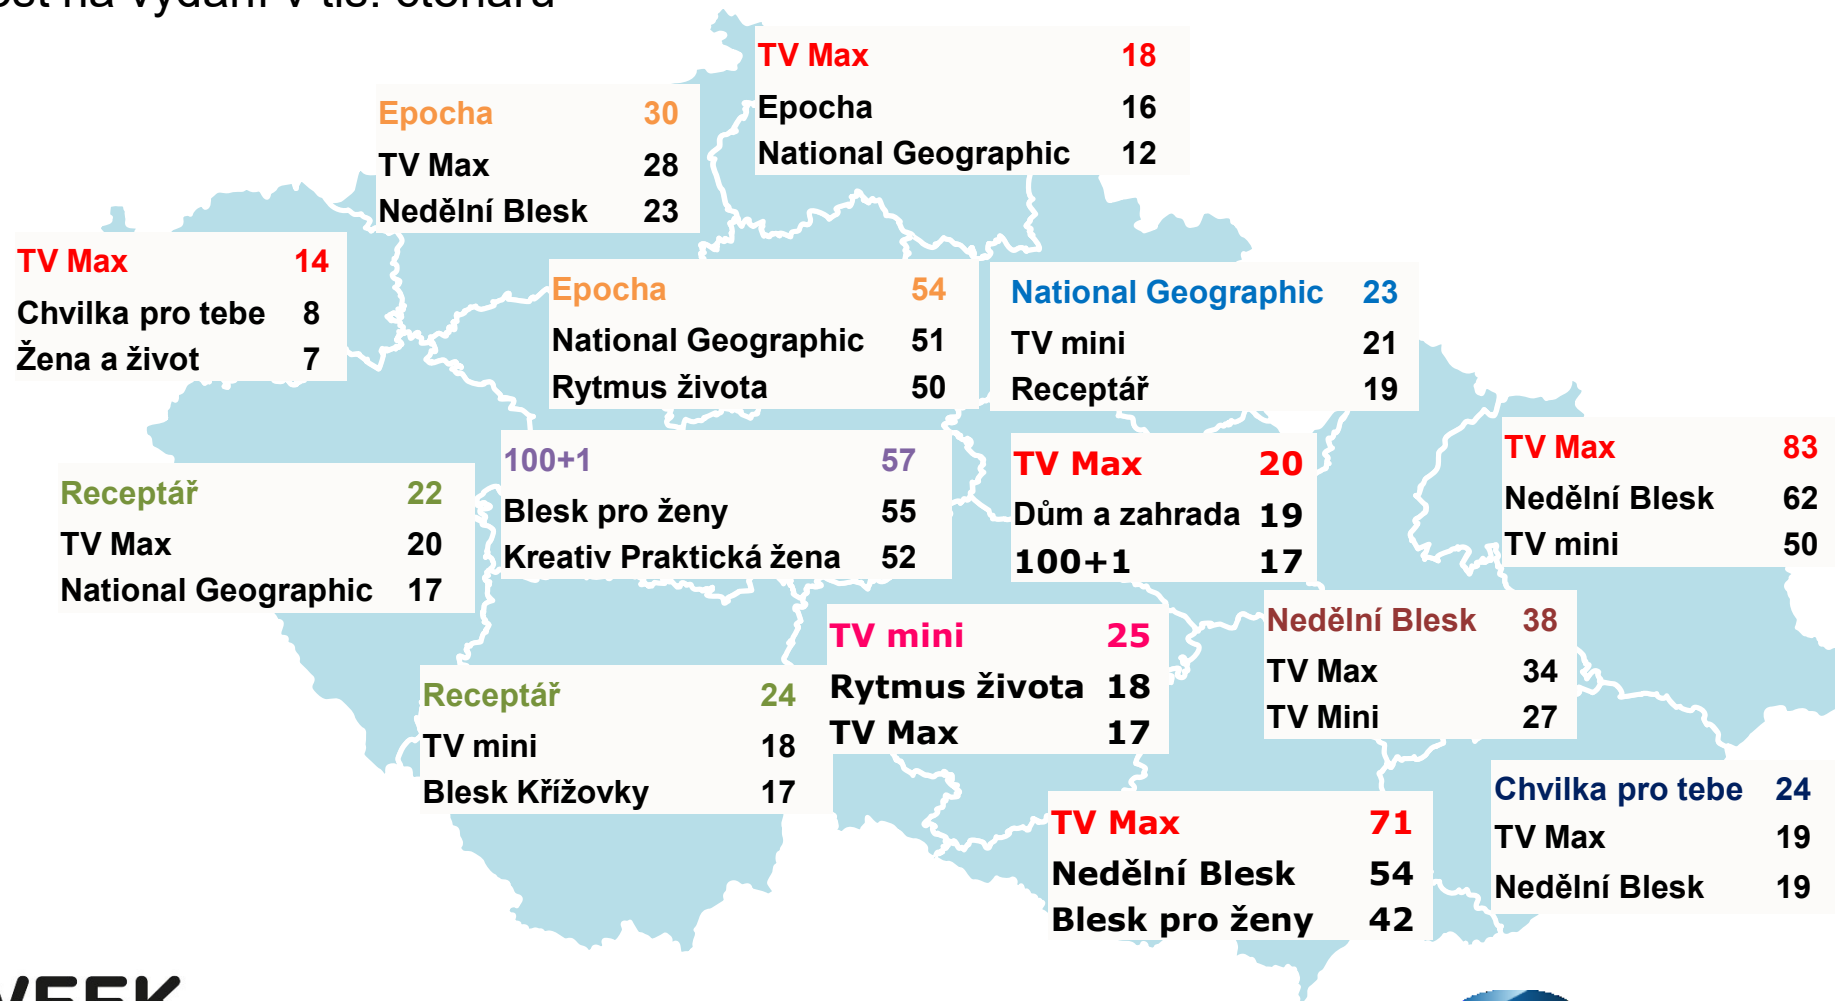 na vydání v tis. čtenářů
TV Max 18
Epocha 16
National Geographic 12
Epocha 30
TV Max 28
Nedělní Blesk 23
TV Max 14
Chvilka pro tebe 8
Žena a život 7
Epocha 54
National Geographic 51
Rytmus života 50
National Geographic 23
TV mini 21
Receptář 19
Receptář 22
TV Max 20
National Geographic 17
100+1 57
Blesk pro ženy 55
Kreativ Praktická žena 52
TV Max 20
Dům a zahrada 19
100+1 17
TV Max 83
Nedělní Blesk 62
TV mini 50
Receptář 24
TV mini 18
Blesk Křížovky 17
TV mini 25
Rytmus života 18
TV Max 17
Nedělní Blesk 38
TV Max 34
TV Mini 27
TV Max 71
Nedělní Blesk 54
Blesk pro ženy 42
Chvilka pro tebe 24
TV Max 19
Nedělní Blesk 19